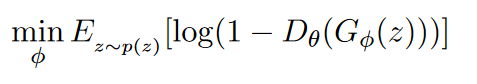 min_ϕ E_{z∼p(z)}[log(1 − D_θ(G_ϕ(z)))]